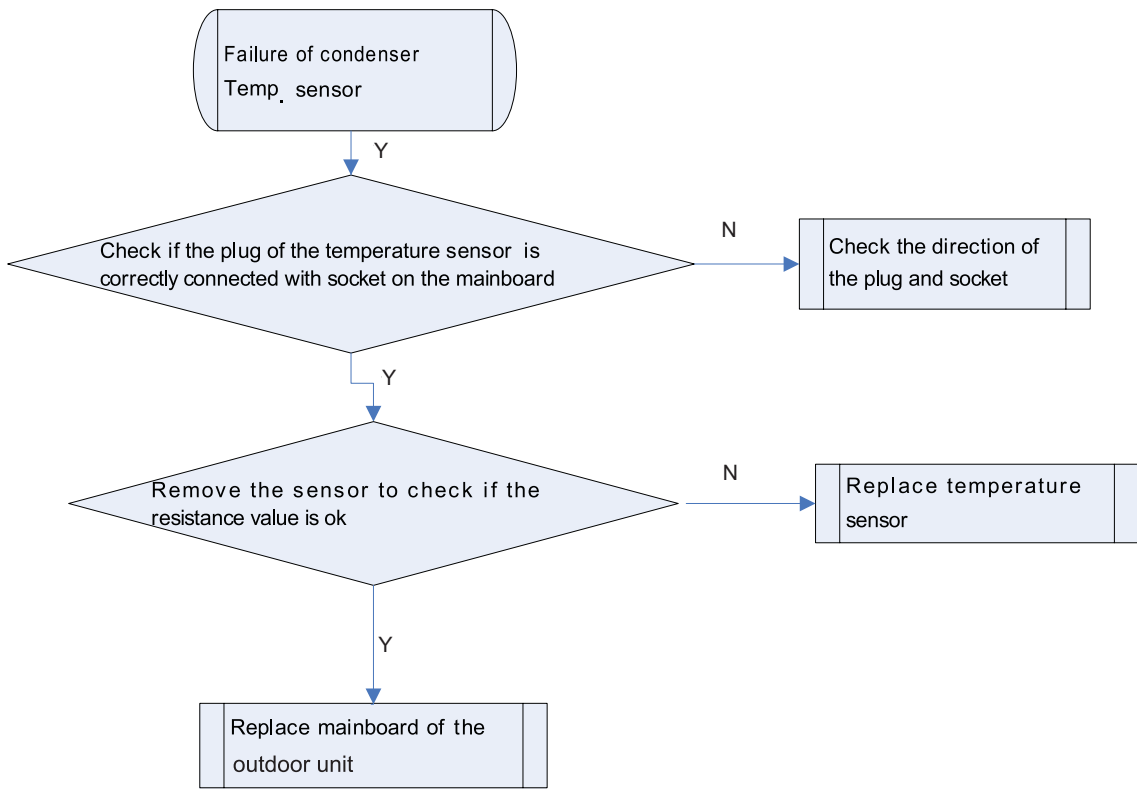 Failure of condenser
Temp. sensor
Y
Check if the plug of the temperature sensor is
correctly connected with socket on the mainboard
N
Check the direction of
the plug and socket
Y
Remove the sensor to check if the
resistance value is ok
N
Replace temperature
sensor
Y
Replace mainboard of the
outdoor unit